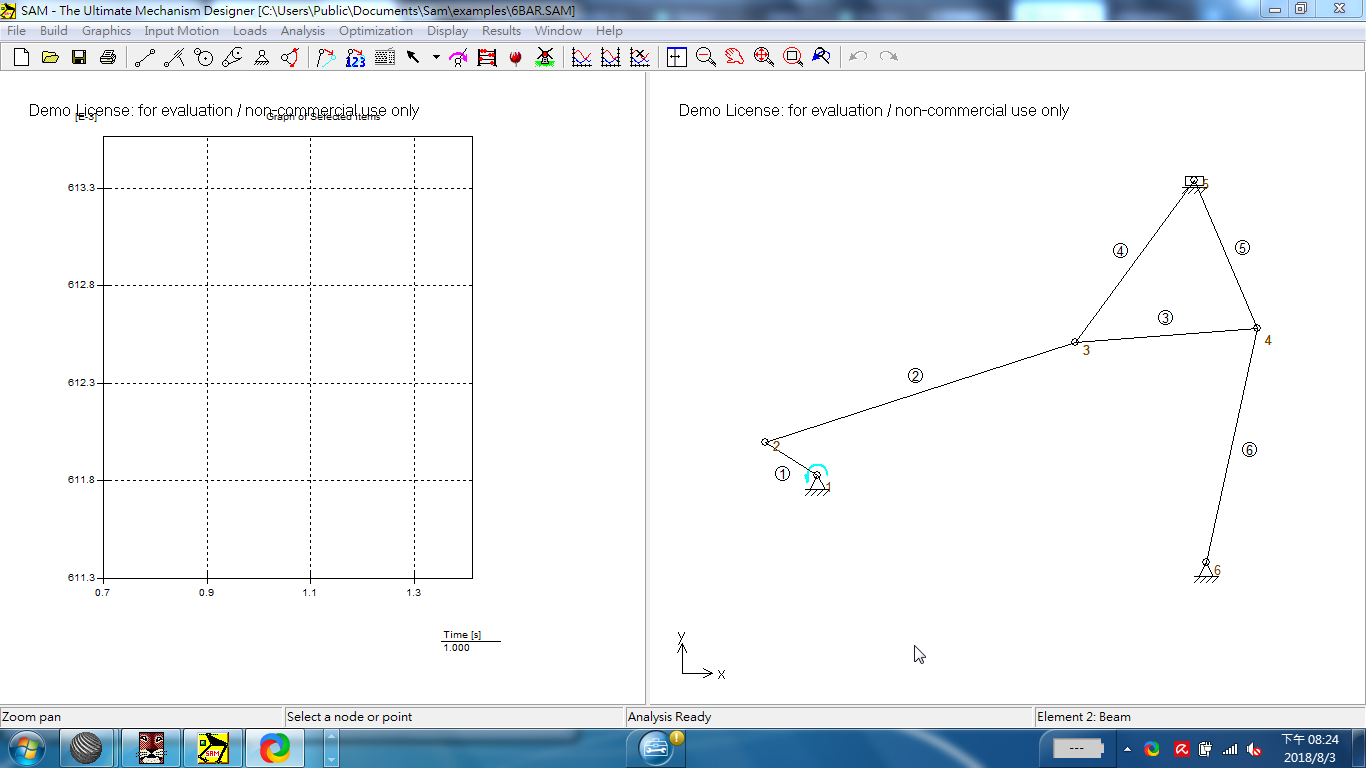 SAM - The Ultimate Mechanism Designer [C:\Users\Public\Documents\Sam\examples\6BAR.SAM]
File Build Graphics Input Motion Loads Analysis Optimization Display Results Window Help
123
Demo License: for evaluation / non-commercial use only
[E-3] Graph of Selected Items
613.3
612.8
612.3
611.8
611.3
0.7 0.9 1.1 1.3
Time [s]
1.000
Demo License: for evaluation / non-commercial use only
5
4
5
3
4
3
2
2
1
1
6
6
Y
X
Zoom pan
Select a node or point
Analysis Ready
Element 2: Beam
SAM
---
下午 08:24
2018/8/3